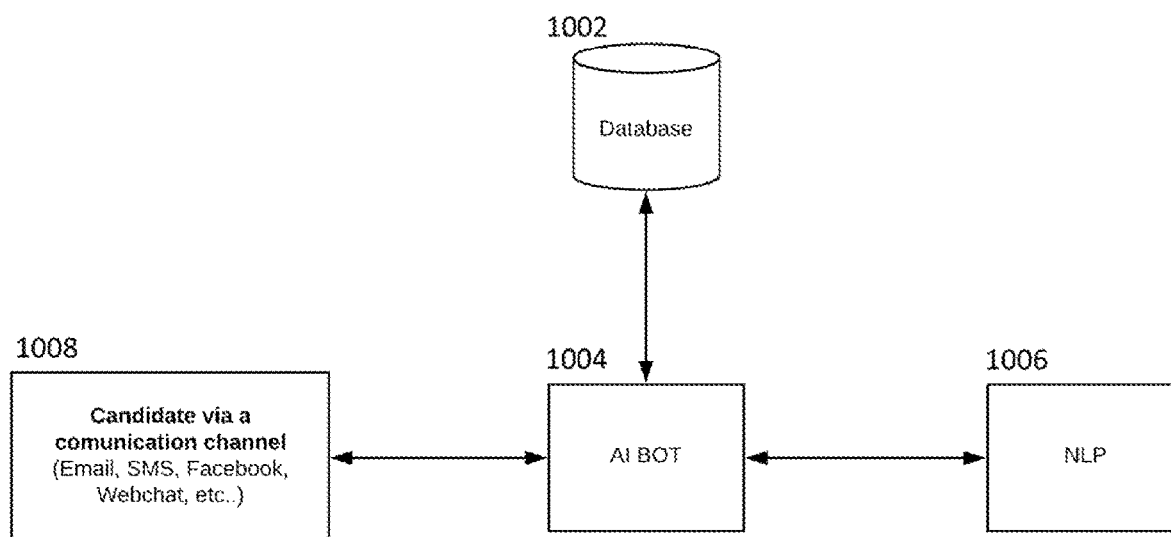 1002
Database
1008
1004
1006
Candidate via a
comunication channel
(Email, SMS, Facebook,
Webchat, etc..)
AI BOT
NLP